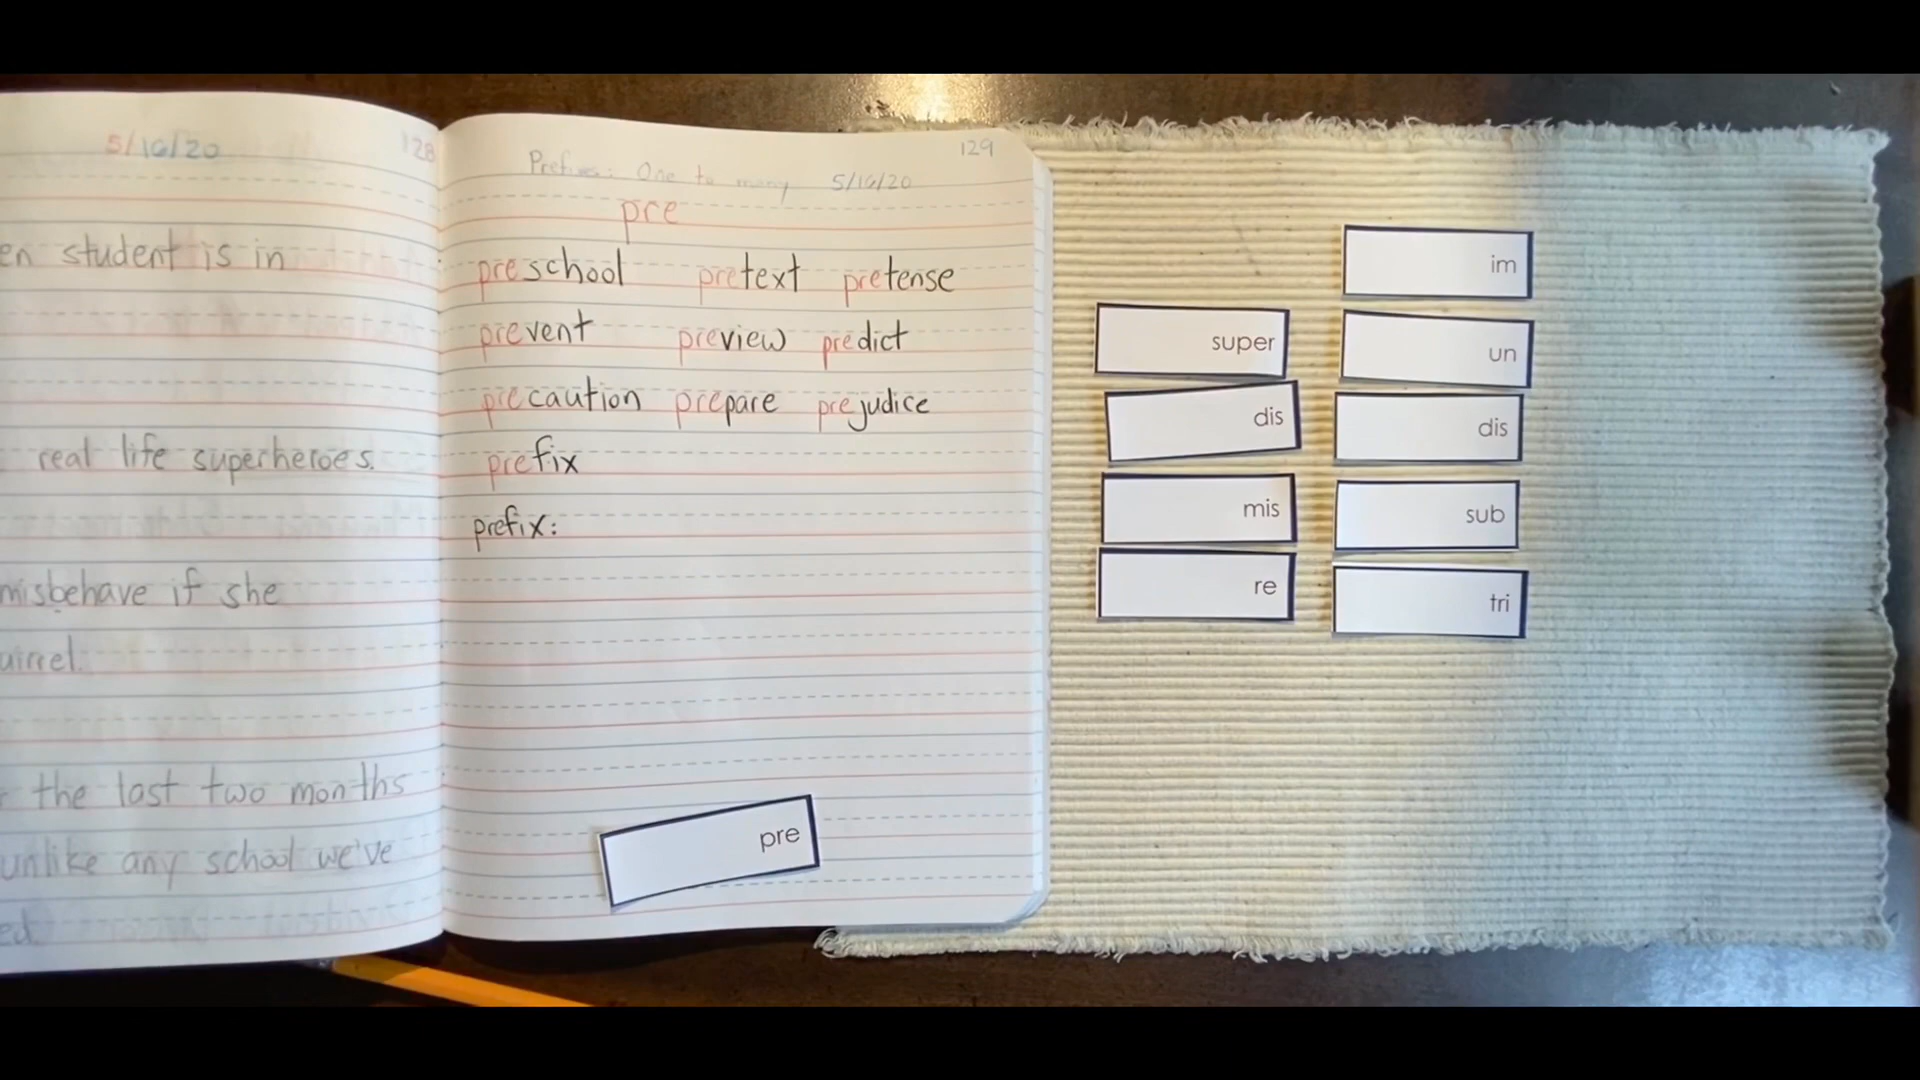 5/16/20 128
en student is in
real life superheroes.
misbehave if she
uirrel.
the last two months
unlike any school we've
ed.
129
Prefixes: One to many 5/16/20
pre
preschool pretext pretense
prevent preview predict
precaution prepare prejudice
prefix
prefix:
pre
super
dis
mis
re
im
un
dis
sub
tri